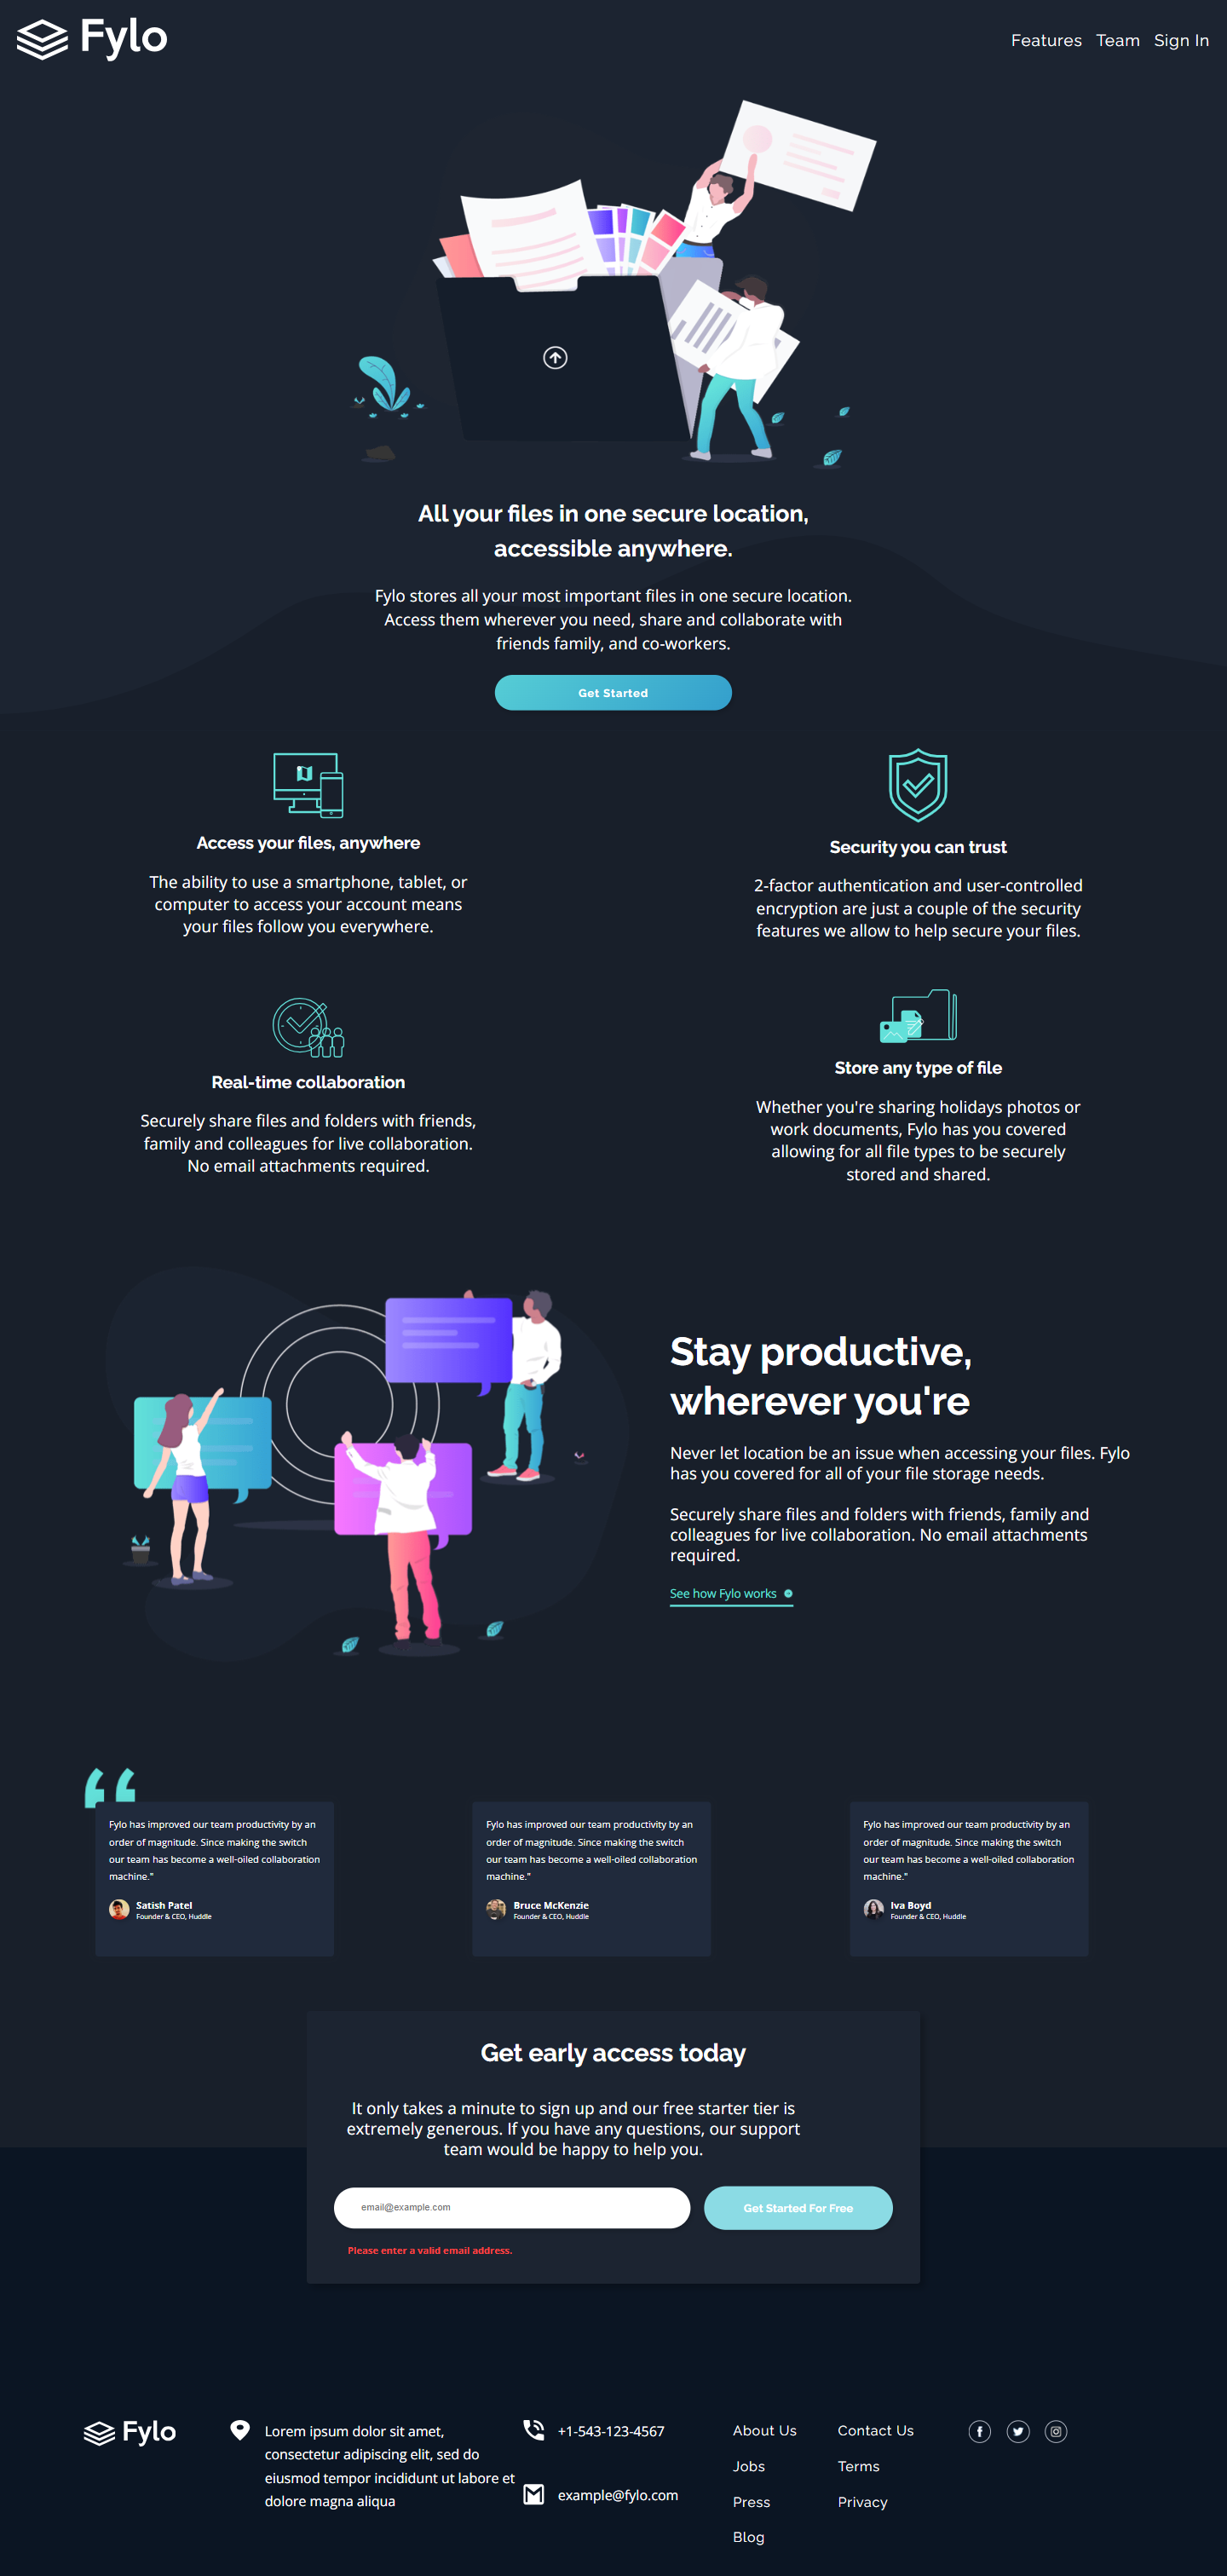 Fylo
Features Team Sign In
All your files in one secure location,
accessible anywhere.
Fylo stores all your most important files in one secure location.
Access them wherever you need, share and collaborate with
friends family, and co-workers.
Get Started
Access your files, anywhere
The ability to use a smartphone, tablet, or
computer to access your account means
your files follow you everywhere.
Security you can trust
2-factor authentication and user-controlled
encryption are just a couple of the security
features we allow to help secure your files.
Real-time collaboration
Securely share files and folders with friends,
family and colleagues for live collaboration.
No email attachments required.
Store any type of file
Whether you're sharing holidays photos or
work documents, Fylo has you covered
allowing for all file types to be securely
stored and shared.
Stay productive,
wherever you're
Never let location be an issue when accessing your files. Fylo
has you covered for all of your file storage needs.
Securely share files and folders with friends, family and
colleagues for live collaboration. No email attachments
required.
See how Fylo works
Fylo has improved our team productivity by an
order of magnitude. Since making the switch
our team has become a well-oiled collaboration
machine."
Satish Patel
Founder & CEO, Huddle
Fylo has improved our team productivity by an
order of magnitude. Since making the switch
our team has become a well-oiled collaboration
machine."
Bruce McKenzie
Founder & CEO, Huddle
Fylo has improved our team productivity by an
order of magnitude. Since making the switch
our team has become a well-oiled collaboration
machine."
Iva Boyd
Founder & CEO, Huddle
Get early access today
It only takes a minute to sign up and our free starter tier is
extremely generous. If you have any questions, our support
team would be happy to help you.
email@example.com
Get Started For Free
Please enter a valid email address.
Fylo
Lorem ipsum dolor sit amet,
consectetur adipiscing elit, sed do
eiusmod tempor incididunt ut labore et
dolore magna aliqua
+1-543-123-4567
example@fylo.com
About Us
Jobs
Press
Blog
Contact Us
Terms
Privacy